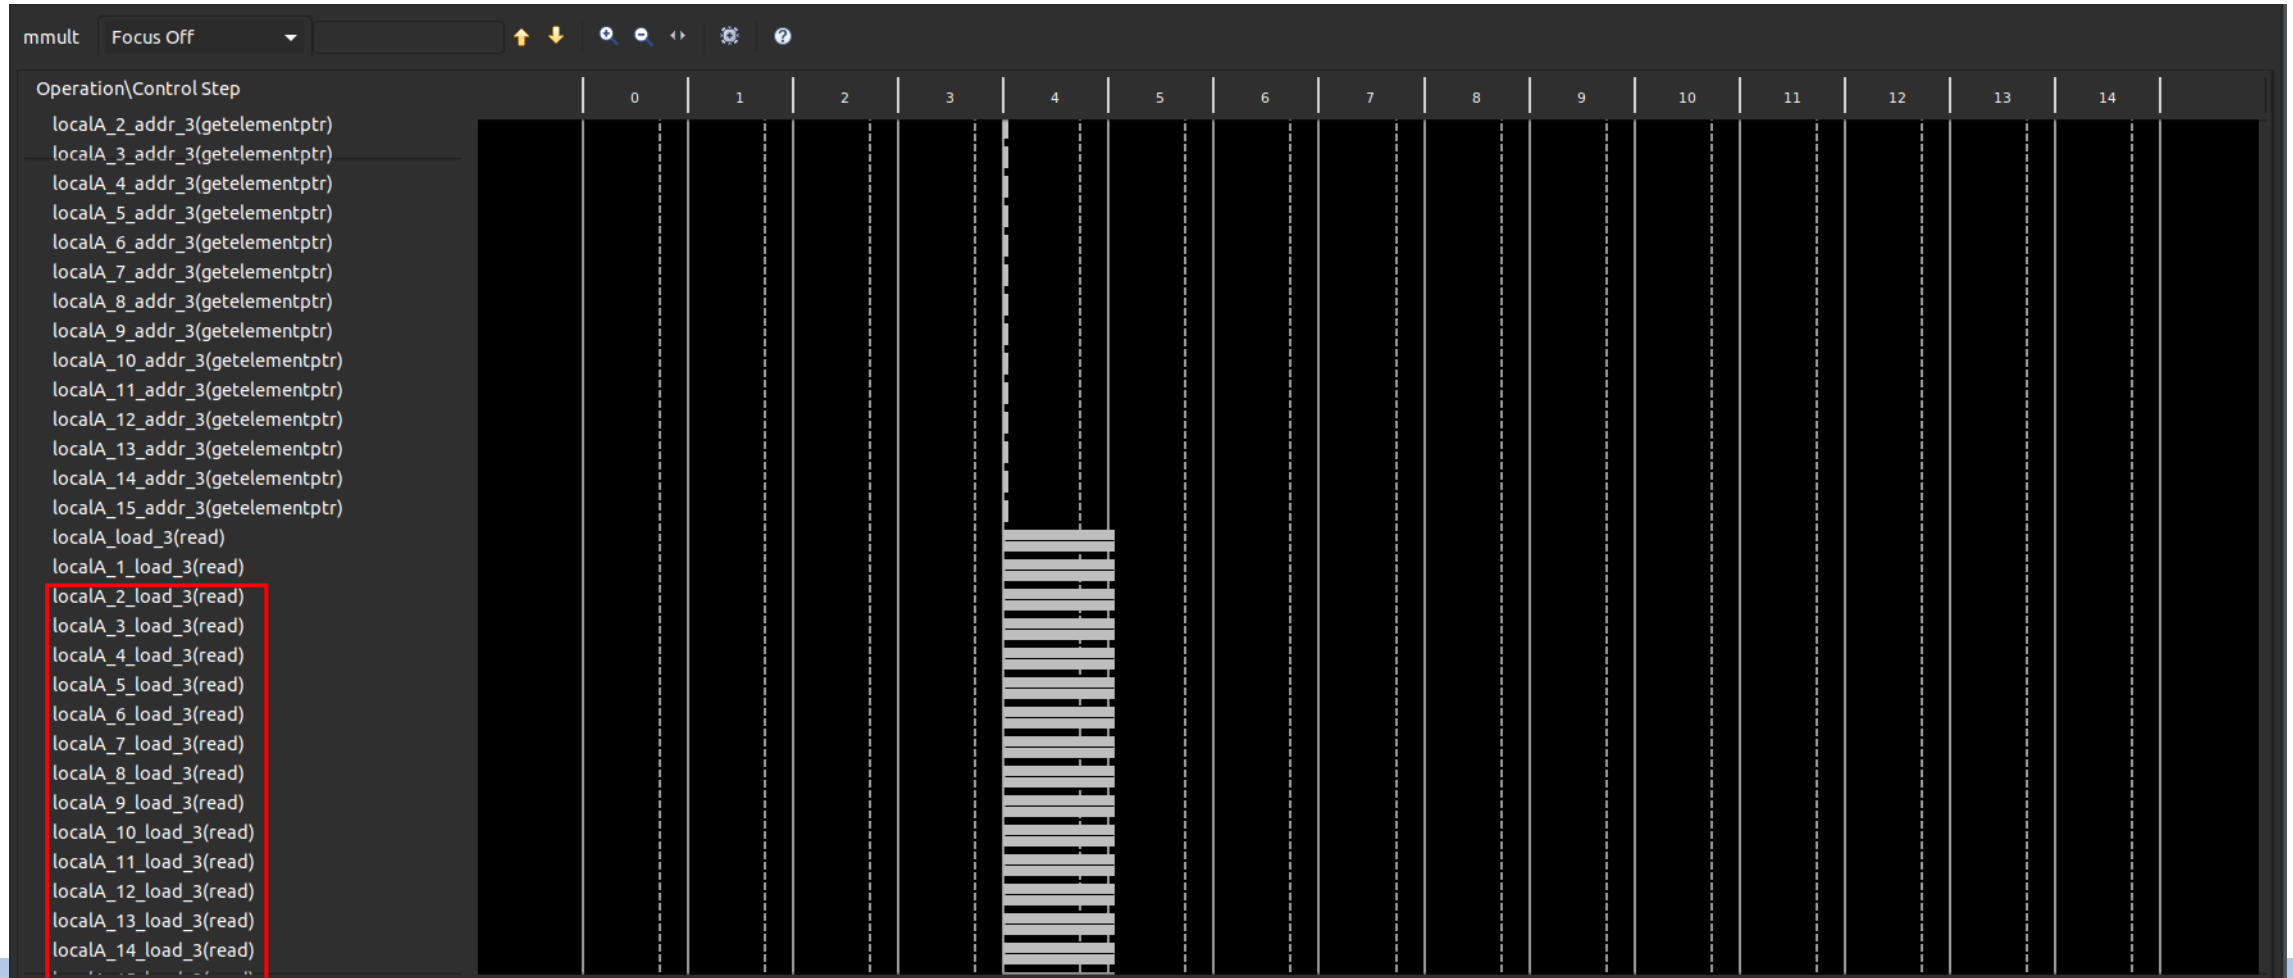 mmult Focus Off
Operation\Control Step 0 1 2 3 4 5 6 7 8 9 10 11 12 13 14
localA_2_addr_3(getelementptr)
localA_3_addr_3(getelementptr)
localA_4_addr_3(getelementptr)
localA_5_addr_3(getelementptr)
localA_6_addr_3(getelementptr)
localA_7_addr_3(getelementptr)
localA_8_addr_3(getelementptr)
localA_9_addr_3(getelementptr)
localA_10_addr_3(getelementptr)
localA_11_addr_3(getelementptr)
localA_12_addr_3(getelementptr)
localA_13_addr_3(getelementptr)
localA_14_addr_3(getelementptr)
localA_15_addr_3(getelementptr)
localA_load_3(read)
localA_1_load_3(read)
localA_2_load_3(read)
localA_3_load_3(read)
localA_4_load_3(read)
localA_5_load_3(read)
localA_6_load_3(read)
localA_7_load_3(read)
localA_8_load_3(read)
localA_9_load_3(read)
localA_10_load_3(read)
localA_11_load_3(read)
localA_12_load_3(read)
localA_13_load_3(read)
localA_14_load_3(read)